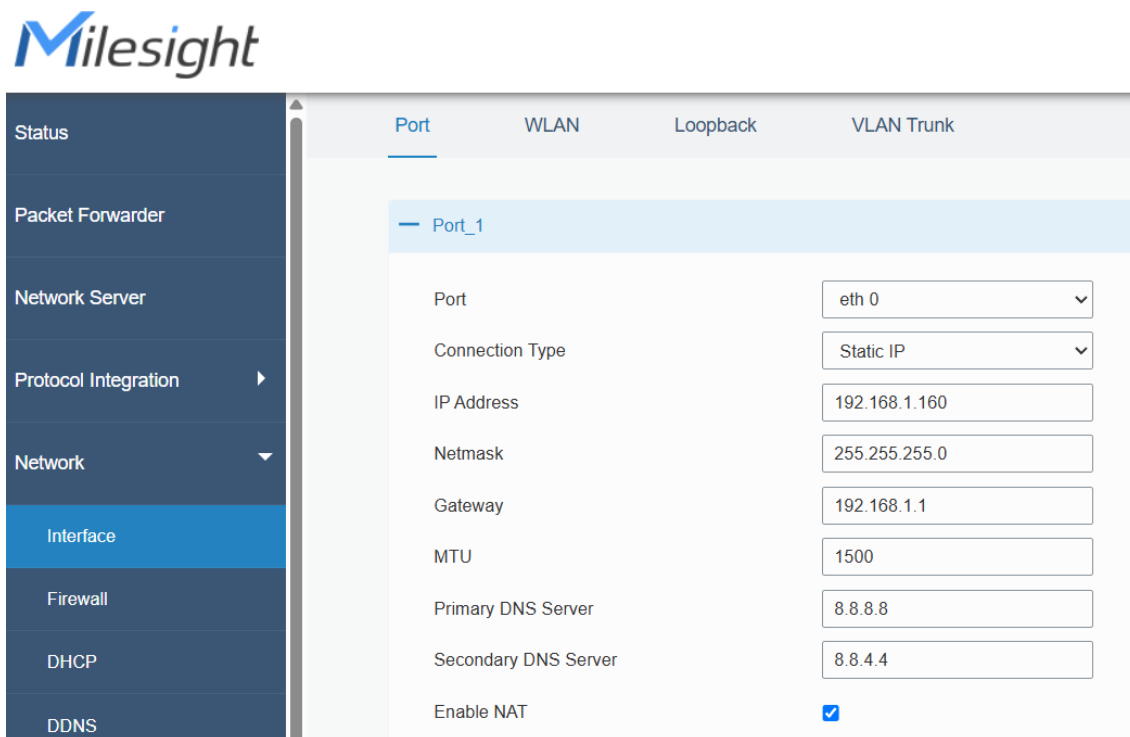 Milesight
Status
Packet Forwarder
Network Server
Protocol Integration
Network
Interface
Firewall
DHCP
DDNS
Port WLAN Loopback VLAN Trunk
Port_1
Port eth 0
Connection Type Static IP
IP Address 192.168.1.160
Netmask 255.255.255.0
Gateway 192.168.1.1
MTU 1500
Primary DNS Server 8.8.8.8
Secondary DNS Server 8.8.4.4
Enable NAT